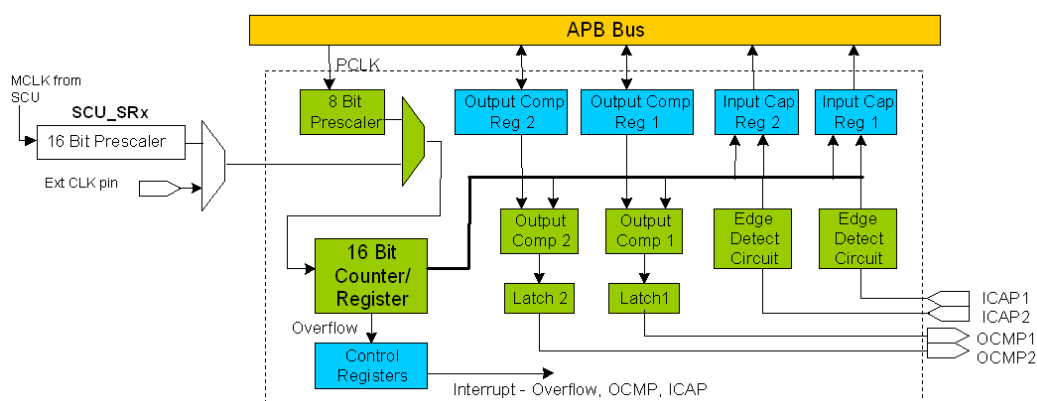 APB Bus
PCLK
MCLK from
SCU
SCU_SRx
16 Bit Prescaler
Ext CLK pin
8 Bit
Prescaler
Output Comp
Reg 2
Output Comp
Reg 1
Input Cap
Reg 2
Input Cap
Reg 1
16 Bit
Counter/
Register
Output
Comp 2
Output
Comp 1
Edge
Detect
Circuit
Edge
Detect
Circuit
Latch 2
Latch1
ICAP1
ICAP2
OCMP1
OCMP2
Overflow
Control
Registers
Interrupt - Overflow, OCMP, ICAP